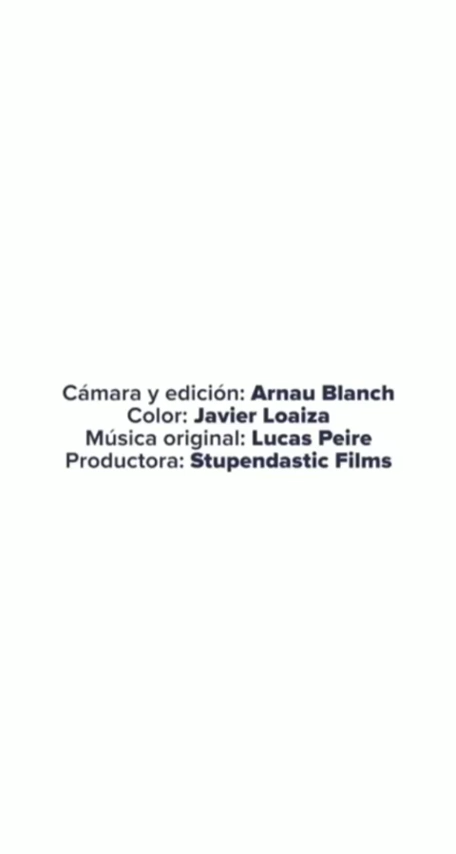 Cámara y edición: Arnau Blanch
Color: Javier Loaiza
Música original: Lucas Peire
Productora: Stupendastic Films